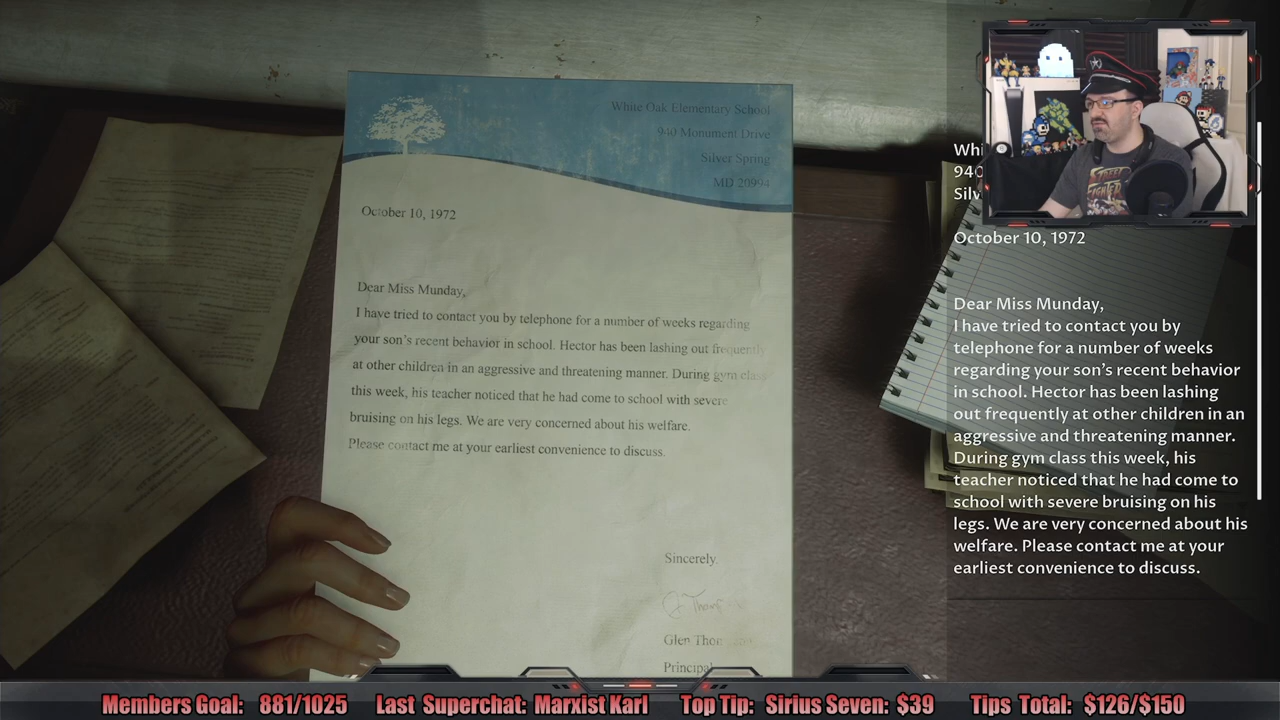 White Oak Elementary School
940 Monument Drive
Silver Spring
MD 20994
October 10, 1972
Dear Miss Munday,
I have tried to contact you by telephone for a number of weeks regarding
your son's recent behavior in school. Hector has been lashing out frequently
at other children in an aggressive and threatening manner. During gym class
this week, his teacher noticed that he had come to school with severe
bruising on his legs. We are very concerned about his welfare.
Please contact me at your earliest convenience to discuss.
Sincerely,
Glen
Principal
940
October 10, 1972
Dear Miss Munday,
I have tried to contact you by
telephone for a number of weeks
regarding your son's recent behavior
in school. Hector has been lashing
out frequently at other children in an
aggressive and threatening manner.
During gym class this week, his
teacher noticed that he had come to
school with severe bruising on his
legs. We are very concerned about his
welfare. Please contact me at your
earliest convenience to discuss.
STREET
FIGHTER
Members Goal: 881/1025 Last Superchat: Marxist Karl Top Tip: Sirius Seven: $39 Tips Total: $126/$150